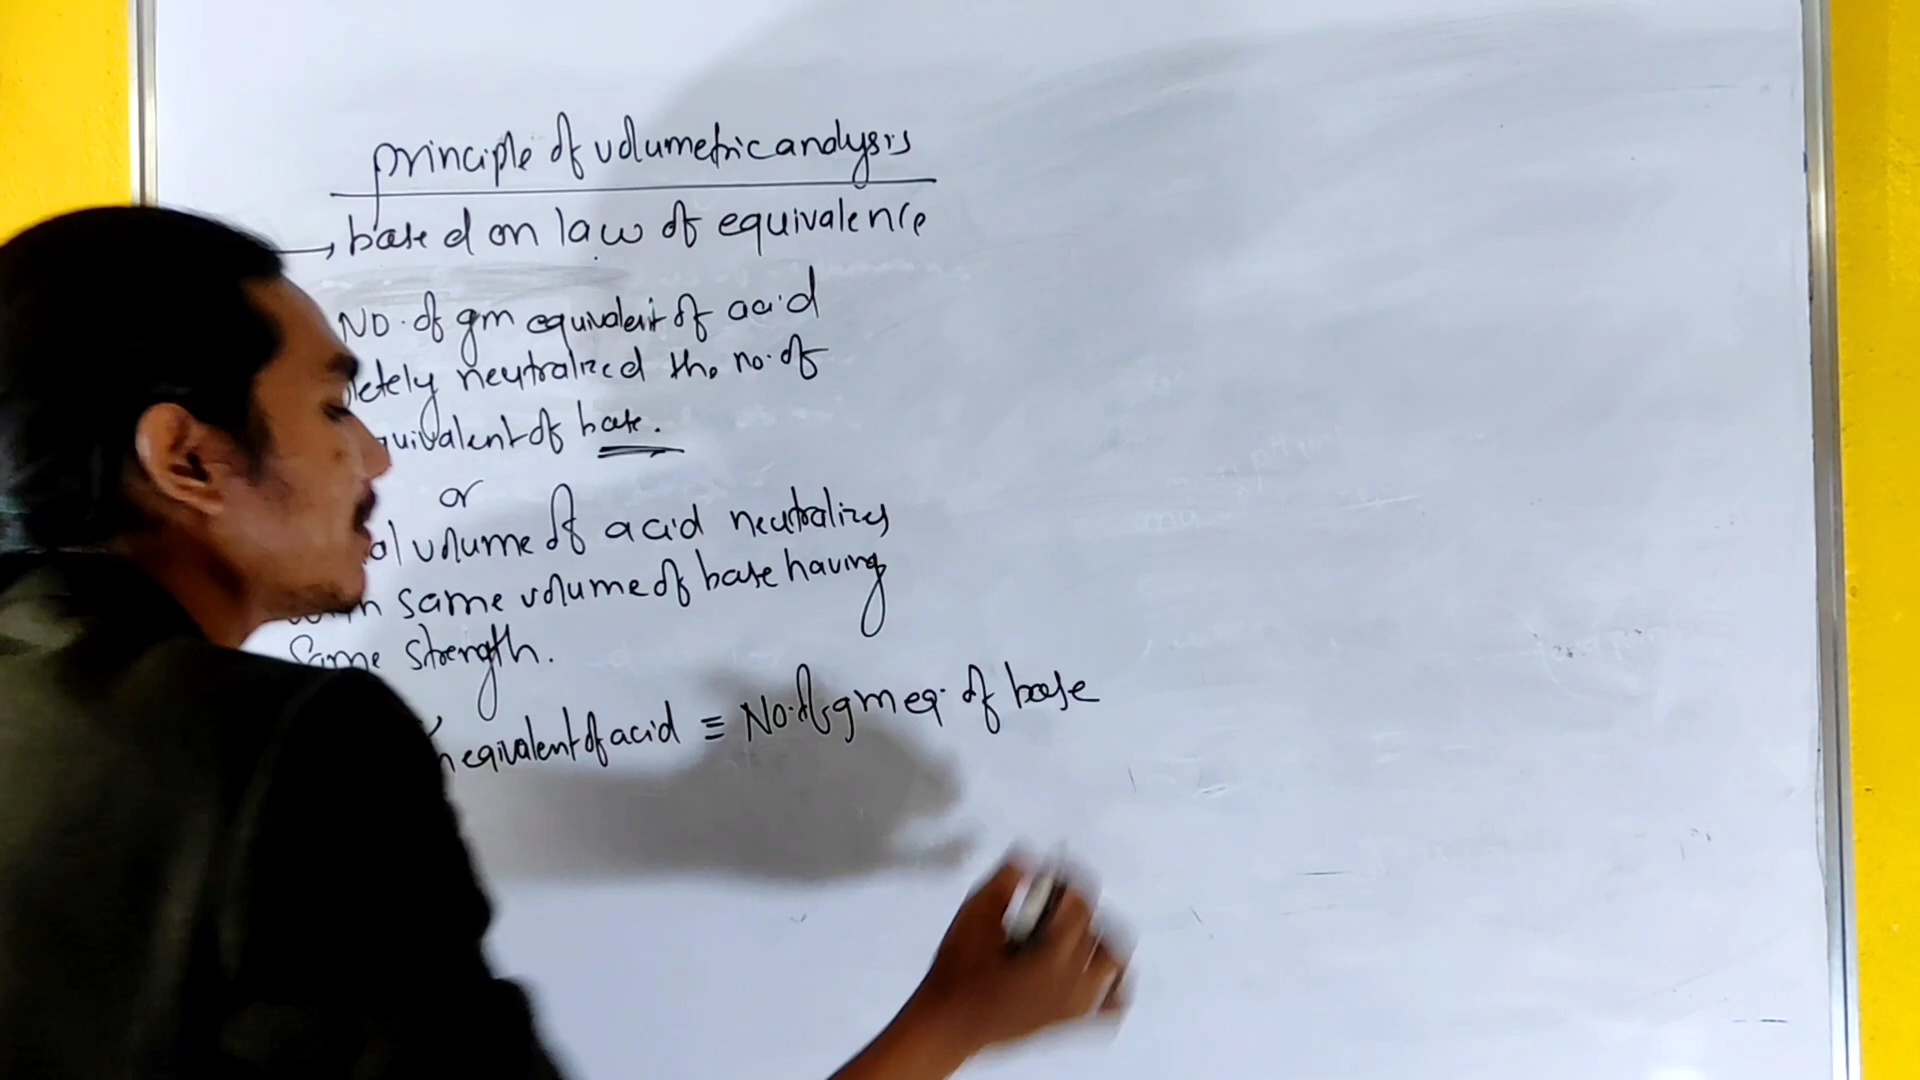 principle of volumetric analysis
→ based on law of equivalence
No. of gm equivalent of acid
letely neutralized the no. of
quivalent of base.
or
al volume of acid neutralizes
same volume of base having
Same strength.
eqivalent of acid ≡ No. of gm eq. of base